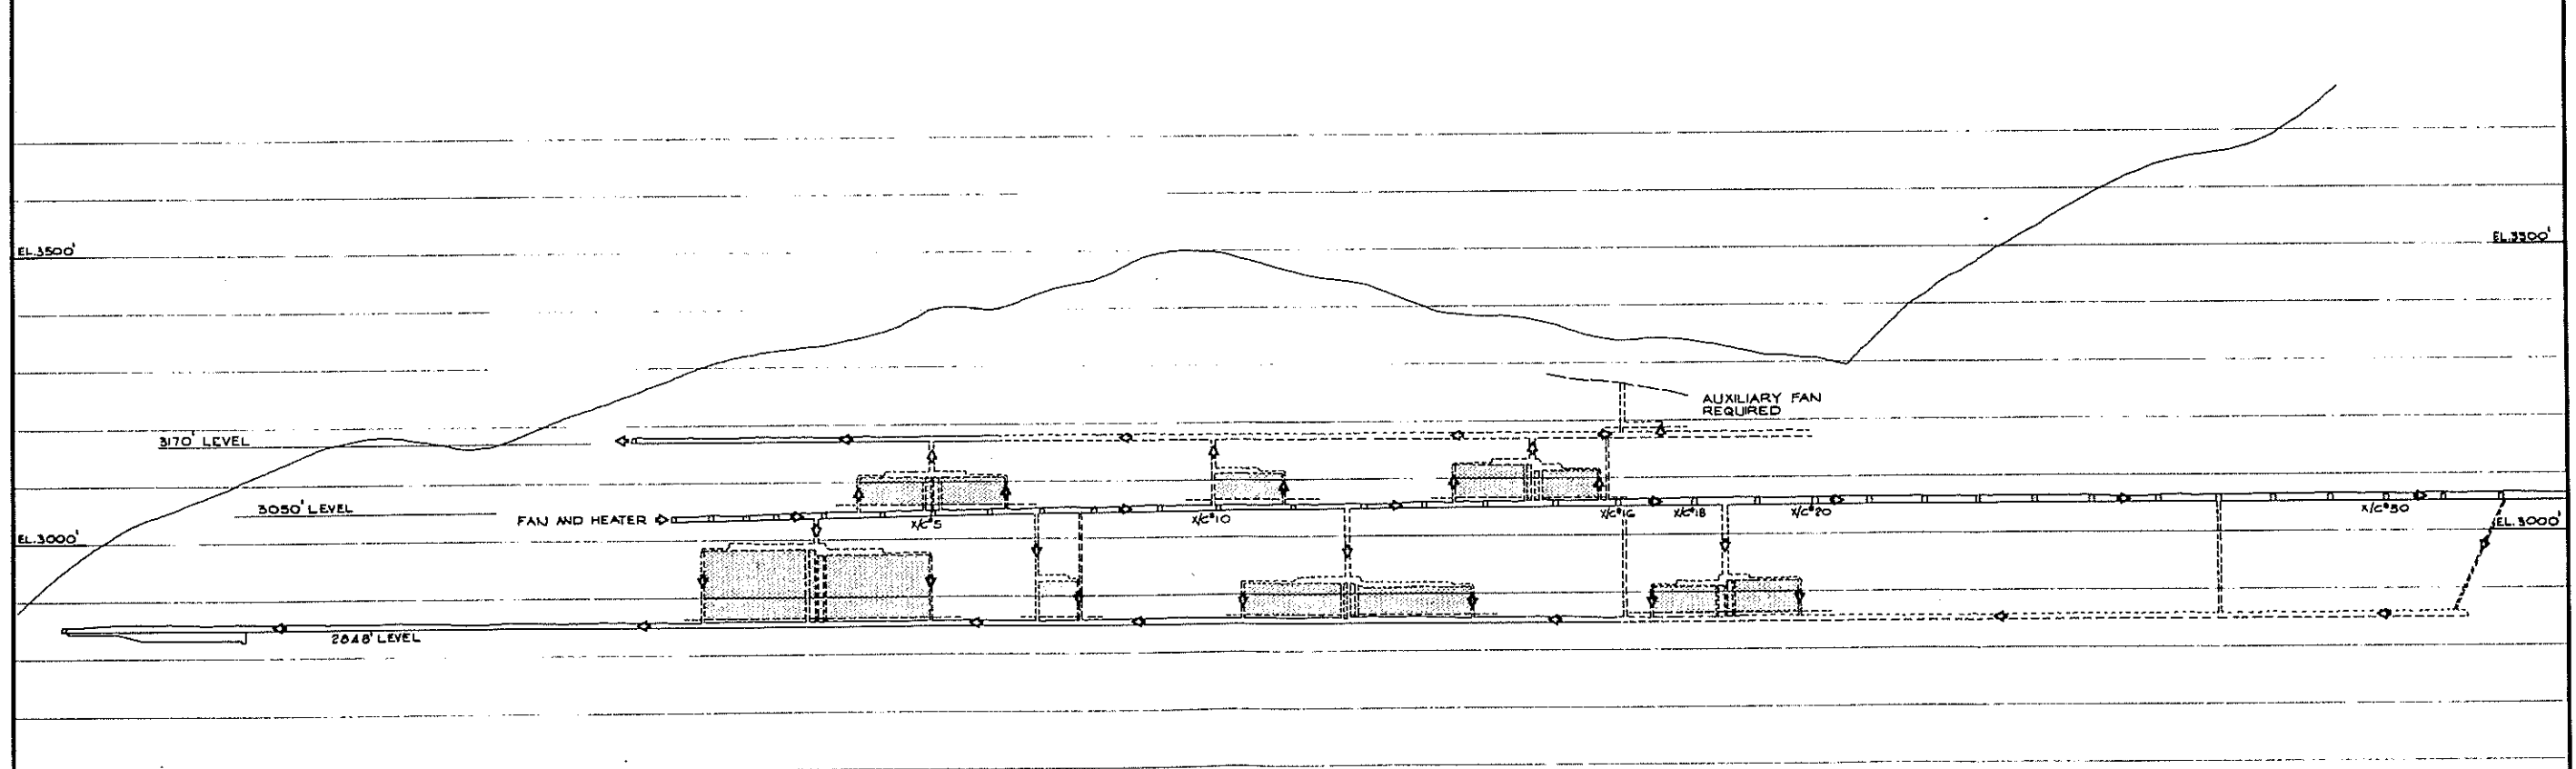 EL.3500'
EL.3500'
AUXILIARY FAN
REQUIRED
3170' LEVEL
3050' LEVEL
FAN AND HEATER
X/C#5
X/C#10
X/C#16
X/C#18
X/C#20
X/C#30
EL.3000'
EL.3000'
2848' LEVEL